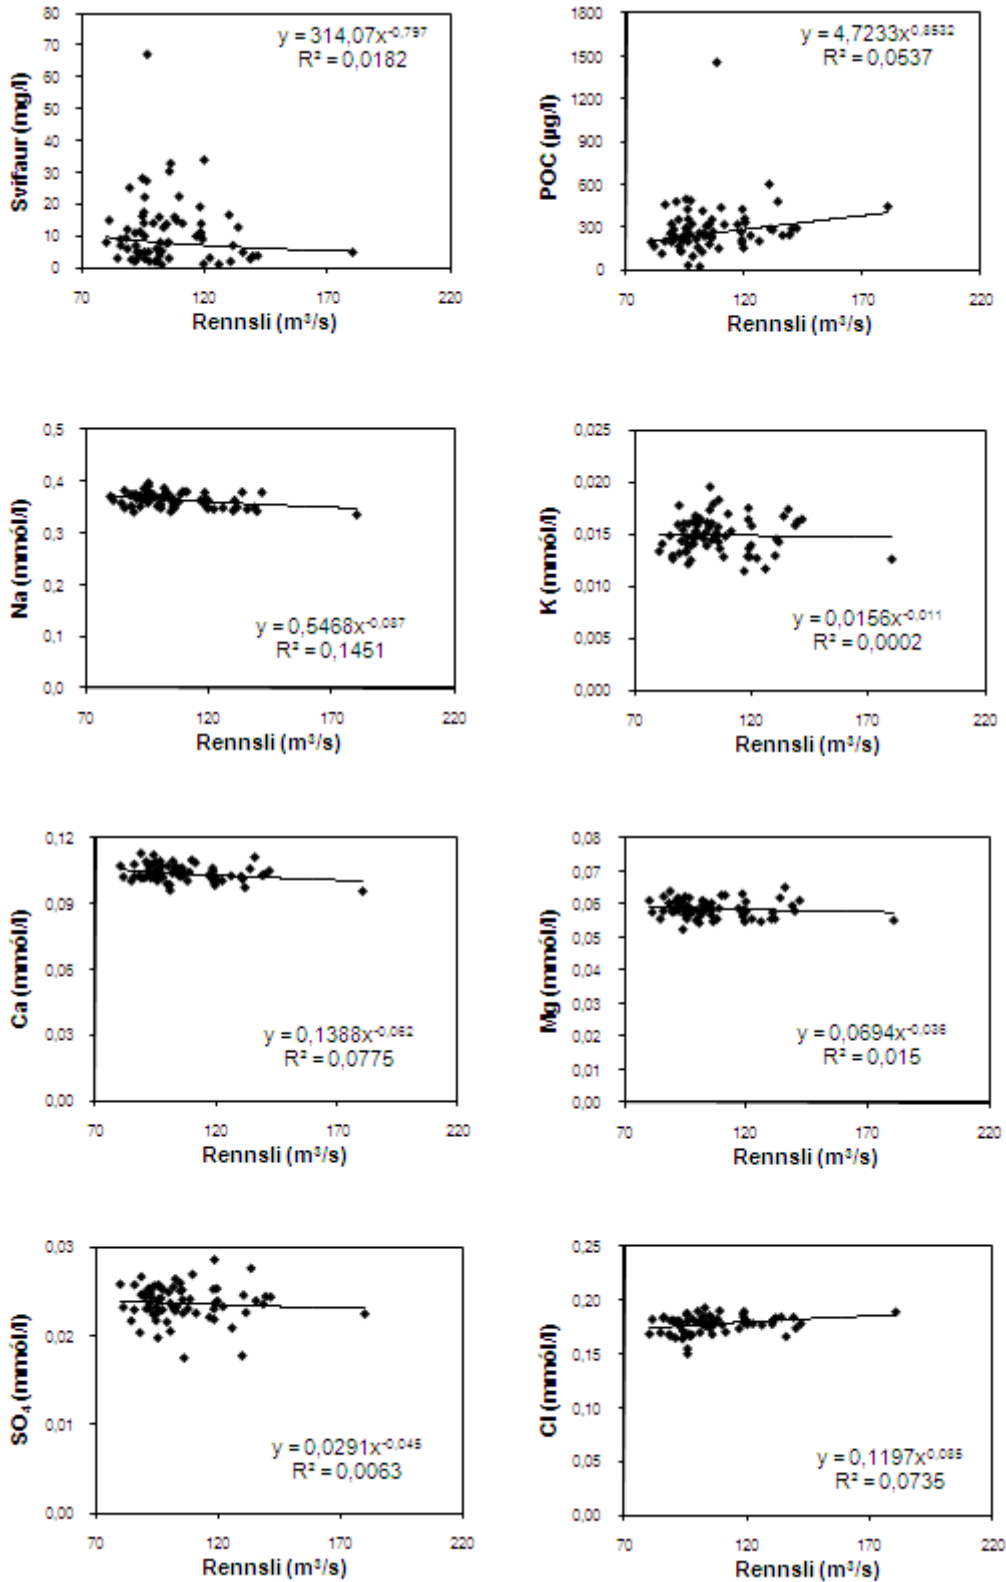 80
70
60
50
40
30
20
10
0
Svifaur (mg/l)
y = 314,07x⁻⁰,⁷⁹⁷
R² = 0,0182
70 120 170 220
Rennsli (m³/s)
1800
1500
1200
900
600
300
0
POC (µg/l)
y = 4,7233x⁰,⁸⁵³²
R² = 0,0537
70 120 170 220
Rennsli (m³/s)
0,5
0,4
0,3
0,2
0,1
0,0
Na (mmól/l)
y = 0,5468x⁻⁰,⁰⁸⁷
R² = 0,1451
70 120 170 220
Rennsli (m³/s)
0,025
0,020
0,015
0,010
0,005
0,000
K (mmól/l)
y = 0,0156x⁻⁰,⁰¹¹
R² = 0,0002
70 120 170 220
Rennsli (m³/s)
0,12
0,09
0,06
0,03
0,00
Ca (mmól/l)
y = 0,1388x⁻⁰,⁰⁶²
R² = 0,0775
70 120 170 220
Rennsli (m³/s)
0,08
0,07
0,06
0,05
0,04
0,03
0,02
0,01
0,00
Mg (mmól/l)
y = 0,0694x⁻⁰,⁰³⁶
R² = 0,015
70 120 170 220
Rennsli (m³/s)
0,03
0,02
0,01
0,00
SO₄ (mmól/l)
y = 0,0291x⁻⁰,⁰⁴⁵
R² = 0,0063
70 120 170 220
Rennsli (m³/s)
0,25
0,20
0,15
0,10
0,05
0,00
Cl (mmól/l)
y = 0,1197x⁰,⁰⁸⁵
R² = 0,0735
70 120 170 220
Rennsli (m³/s)